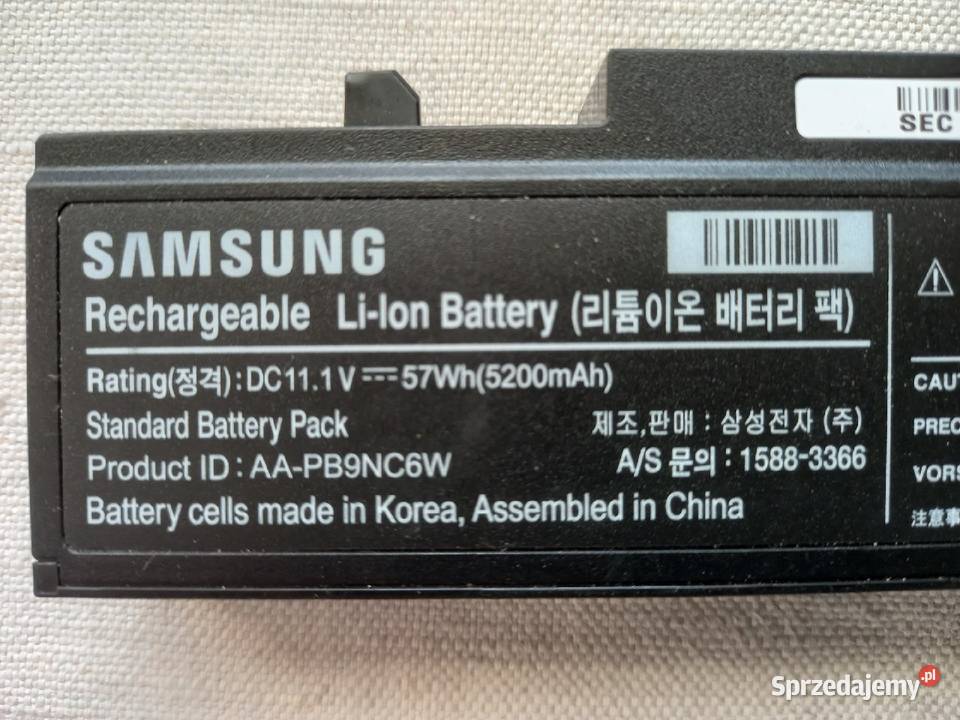 SEC
SAMSUNG
Rechargeable Li-Ion Battery (리튬이온 배터리 팩)
Rating(정격) : DC11.1V ⎓ 57Wh(5200mAh)
Standard Battery Pack
제조,판매 : 삼성전자 (주)
Product ID : AA-PB9NC6W
A/S 문의 : 1588-3366
Battery cells made in Korea, Assembled in China
CAUT
PREC
VORS
注意事
Sprzedajemy.pl